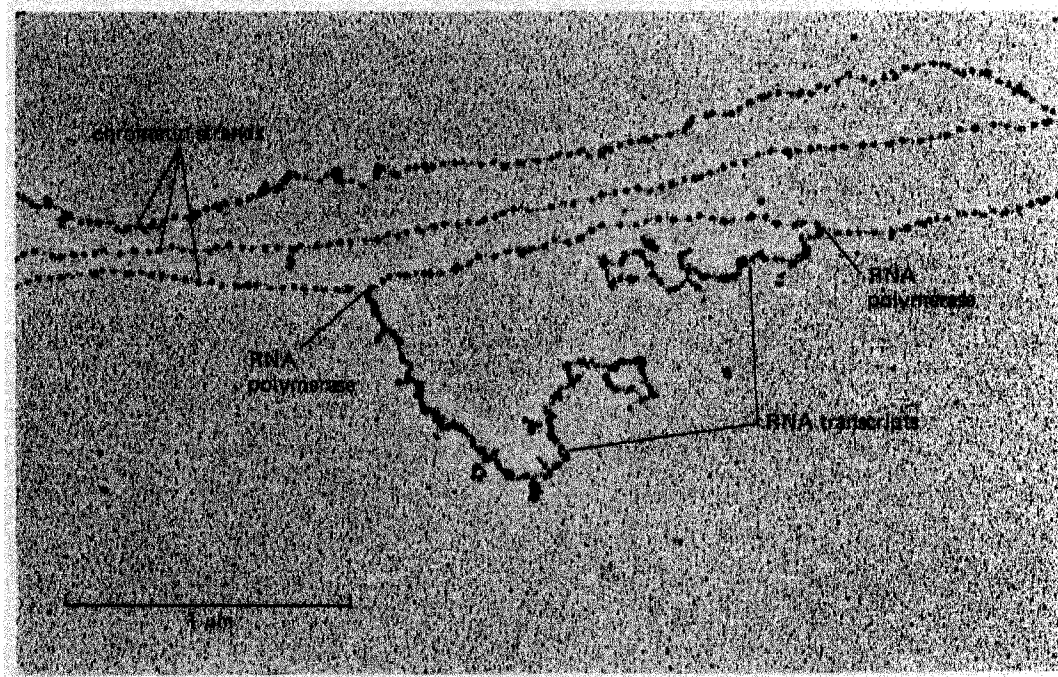 chromatin strands
RNA
polymerase
RNA
polymerase
RNA transcripts
1 µm